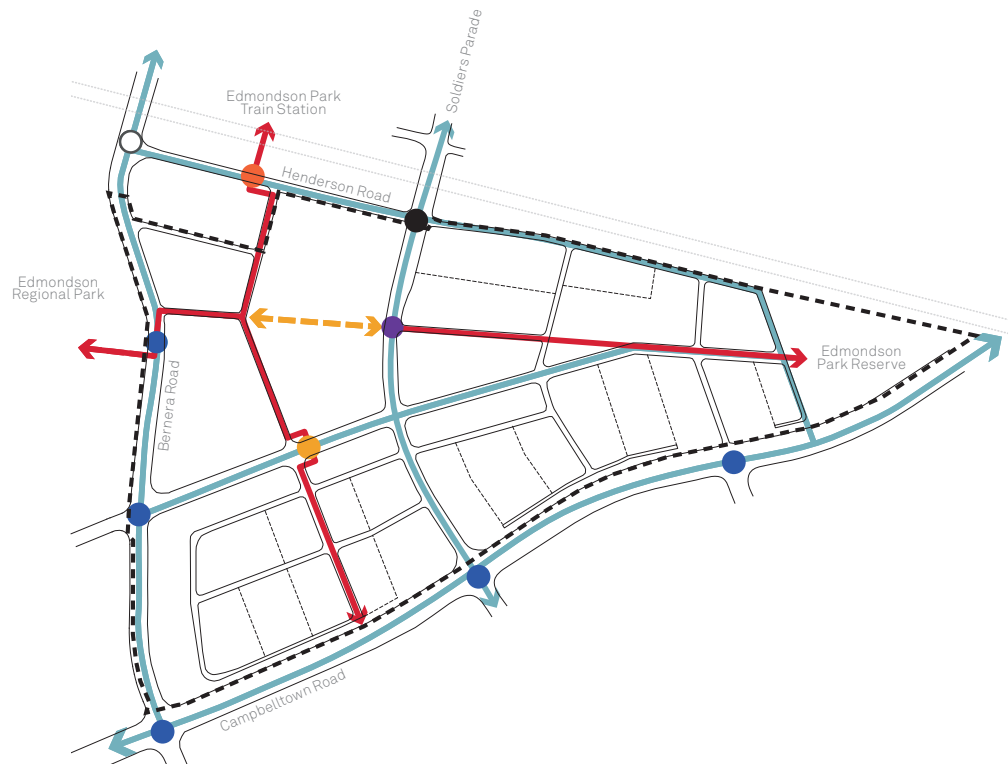 Soldiers Parade
Edmondson Park
Train Station
Henderson Road
Edmondson
Regional Park
Edmondson
Park Reserve
Bernera Road
Campbelltown Road